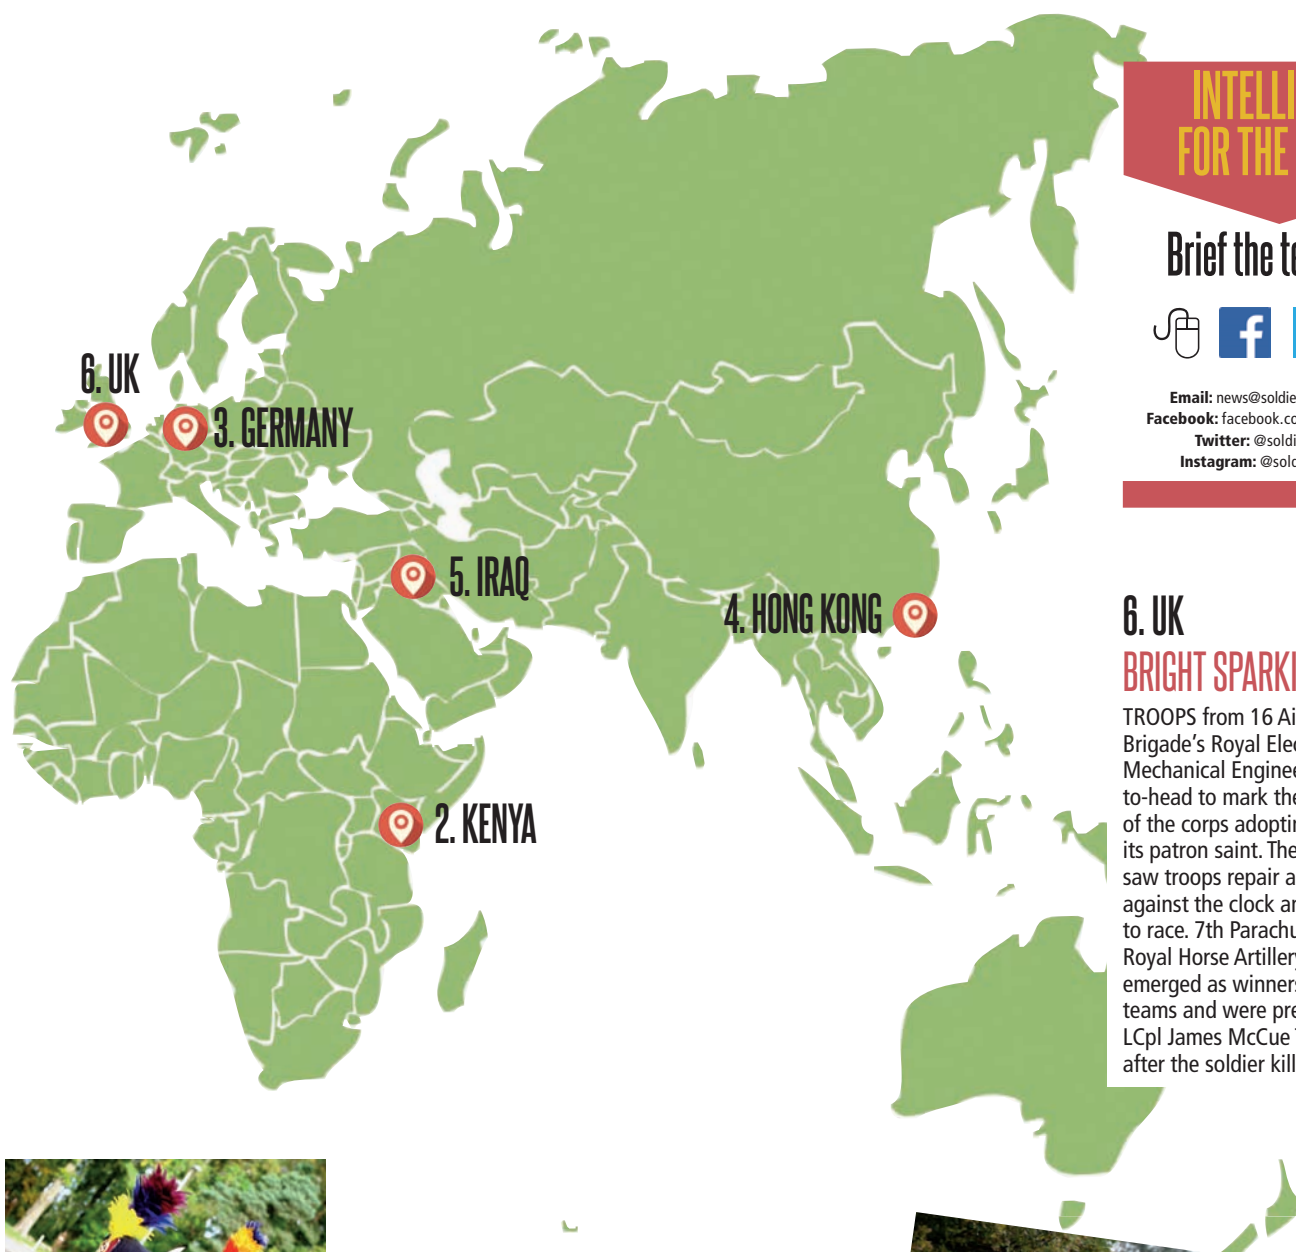 INTELLI
FOR THE
Brief the te
Email: news@soldie
Facebook: facebook.co
Twitter: @soldi
Instagram: @sold
6. UK
3. GERMANY
5. IRAQ
4. HONG KONG
2. KENYA
6. UK
BRIGHT SPARK
TROOPS from 16 Ai
Brigade’s Royal Elec
Mechanical Enginee
to-head to mark the
of the corps adoptin
its patron saint. The
saw troops repair a
against the clock an
to race. 7th Parachu
Royal Horse Artillery
emerged as winners
teams and were pre
LCpl James McCue T
after the soldier kill